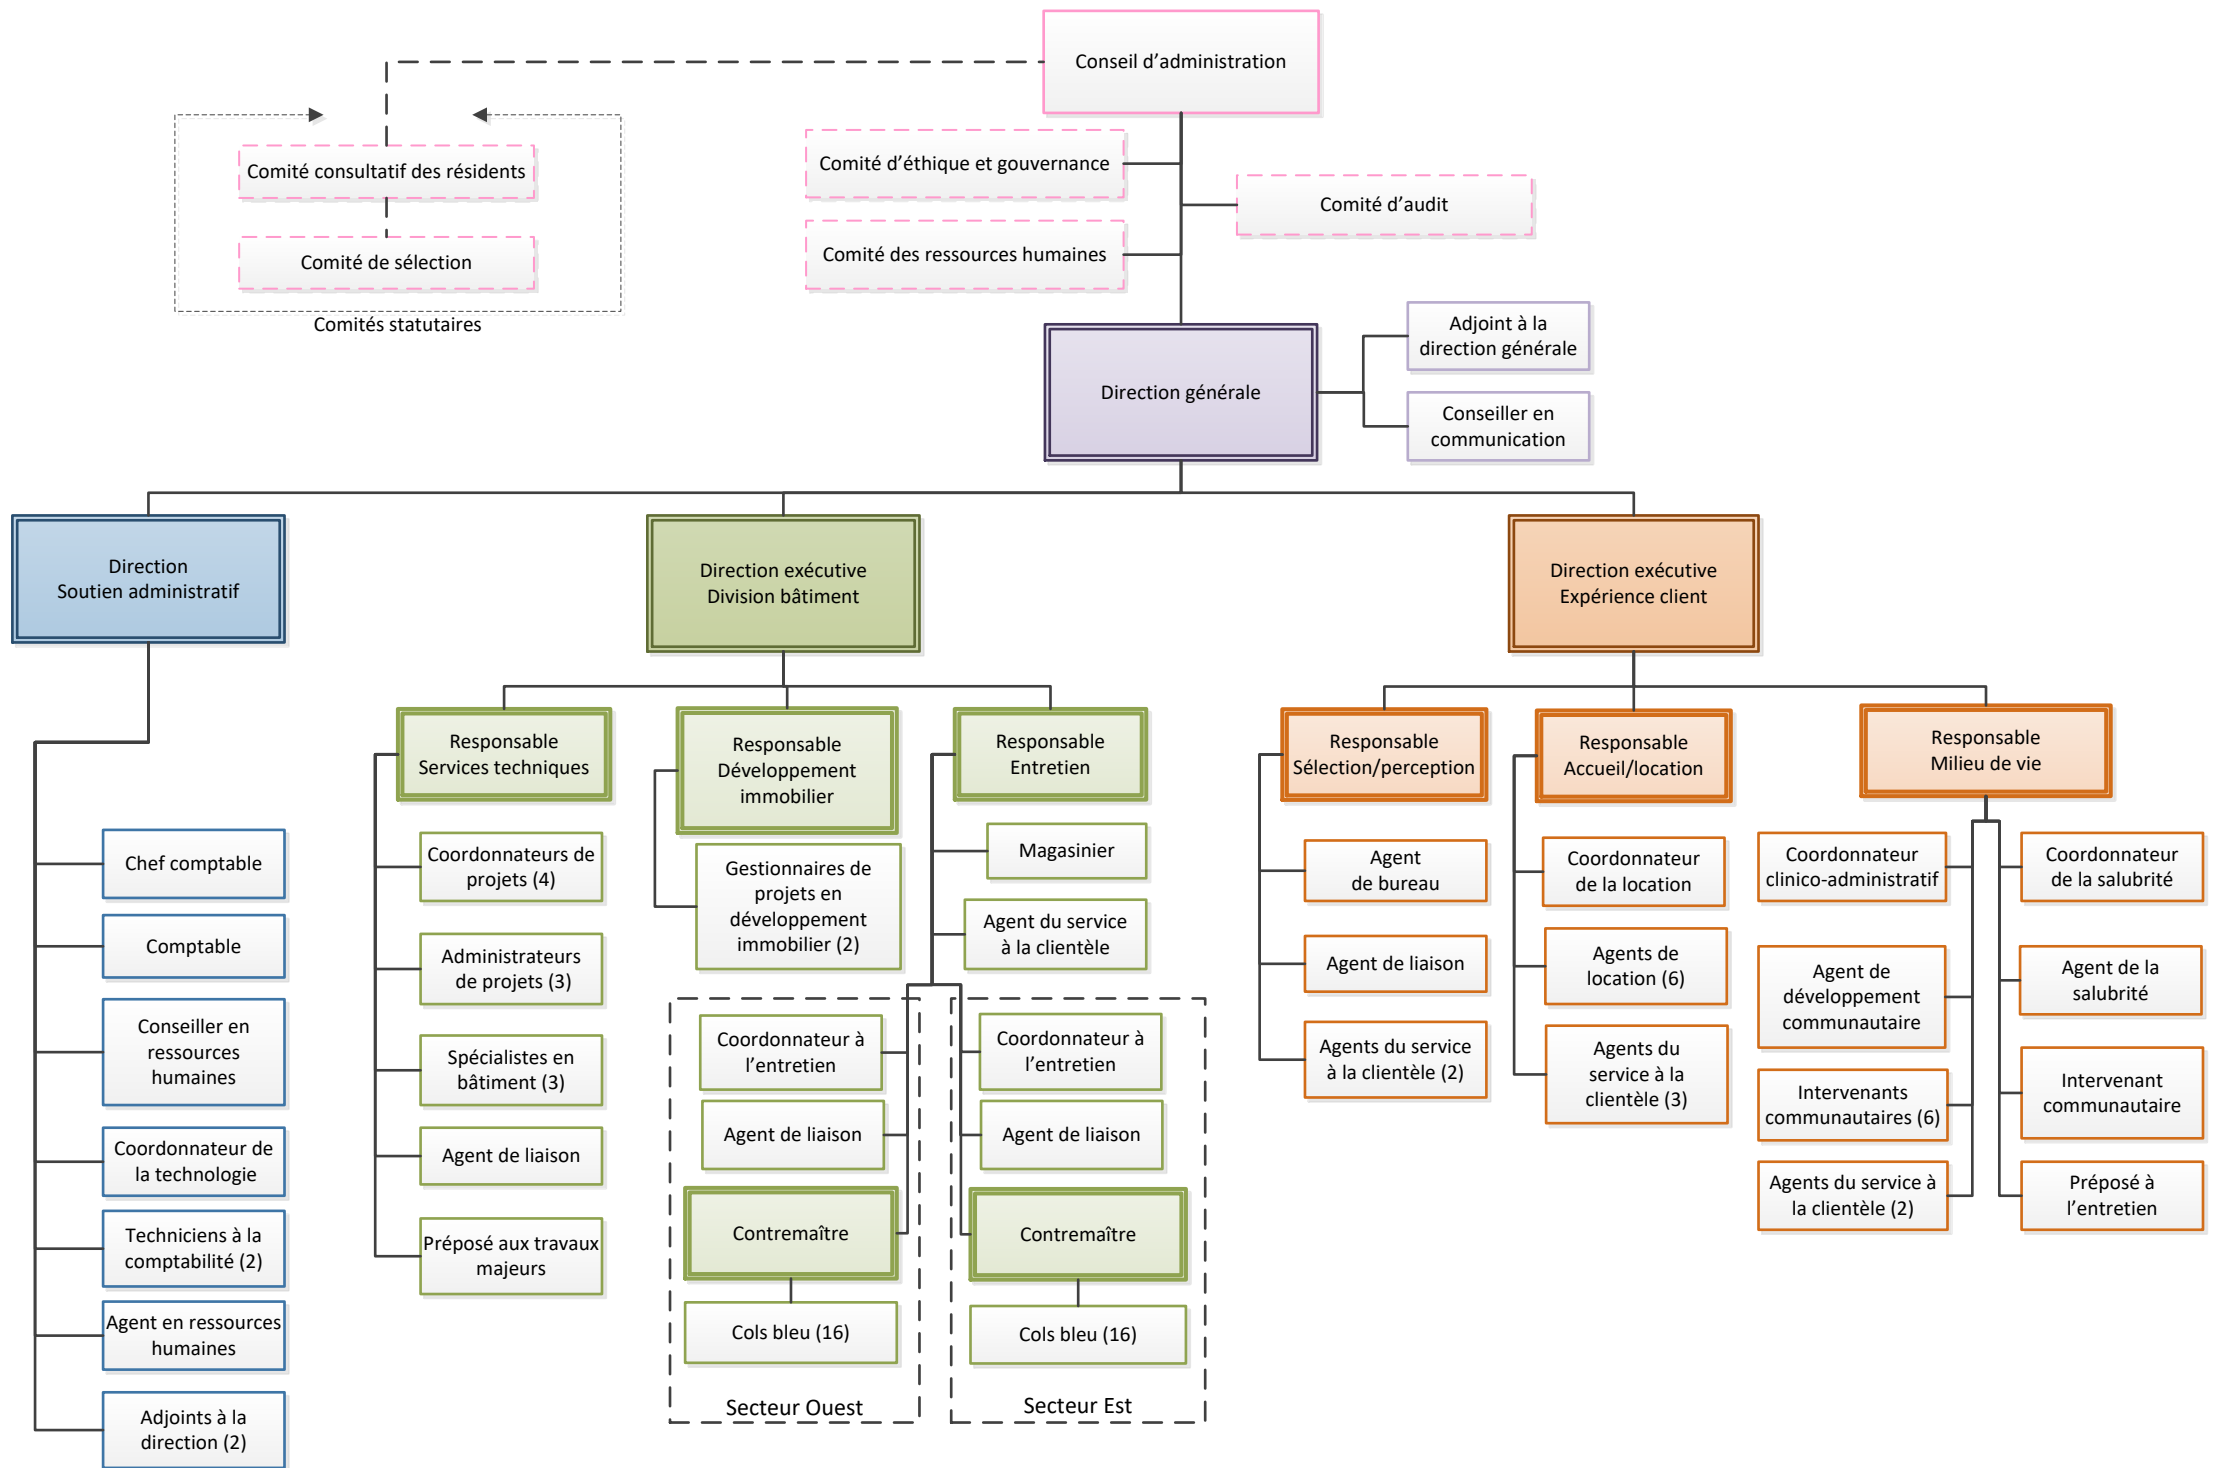 Conseil d’administration
Comité consultatif des résidents
Comité de sélection
Comités statutaires
Comité d’éthique et gouvernance
Comité d’audit
Comité des ressources humaines
Direction générale
Adjoint à la
direction générale
Conseiller en
communication
Direction
Soutien administratif
Chef comptable
Comptable
Conseiller en
ressources
humaines
Coordonnateur de
la technologie
Techniciens à la
comptabilité (2)
Agent en ressources
humaines
Adjoints à la
direction (2)
Direction exécutive
Division bâtiment
Responsable
Services techniques
Coordonnateurs de
projets (4)
Administrateurs
de projets (3)
Spécialistes en
bâtiment (3)
Agent de liaison
Préposé aux travaux
majeurs
Responsable
Développement
immobilier
Gestionnaires de
projets en
développement
immobilier (2)
Responsable
Entretien
Magasinier
Agent du service
à la clientèle
Coordonnateur à
l’entretien
Agent de liaison
Contremaître
Cols bleu (16)
Secteur Ouest
Coordonnateur à
l’entretien
Agent de liaison
Contremaître
Cols bleu (16)
Secteur Est
Direction exécutive
Expérience client
Responsable
Sélection/perception
Agent
de bureau
Agent de liaison
Agents du service
à la clientèle (2)
Responsable
Accueil/location
Coordonnateur
de la location
Agents de
location (6)
Agents du
service à la
clientèle (3)
Responsable
Milieu de vie
Coordonnateur
clinico-administratif
Agent de
développement
communautaire
Intervenants
communautaires (6)
Agents du service à
la clientèle (2)
Coordonnateur
de la salubrité
Agent de la
salubrité
Intervenant
communautaire
Préposé à
l’entretien